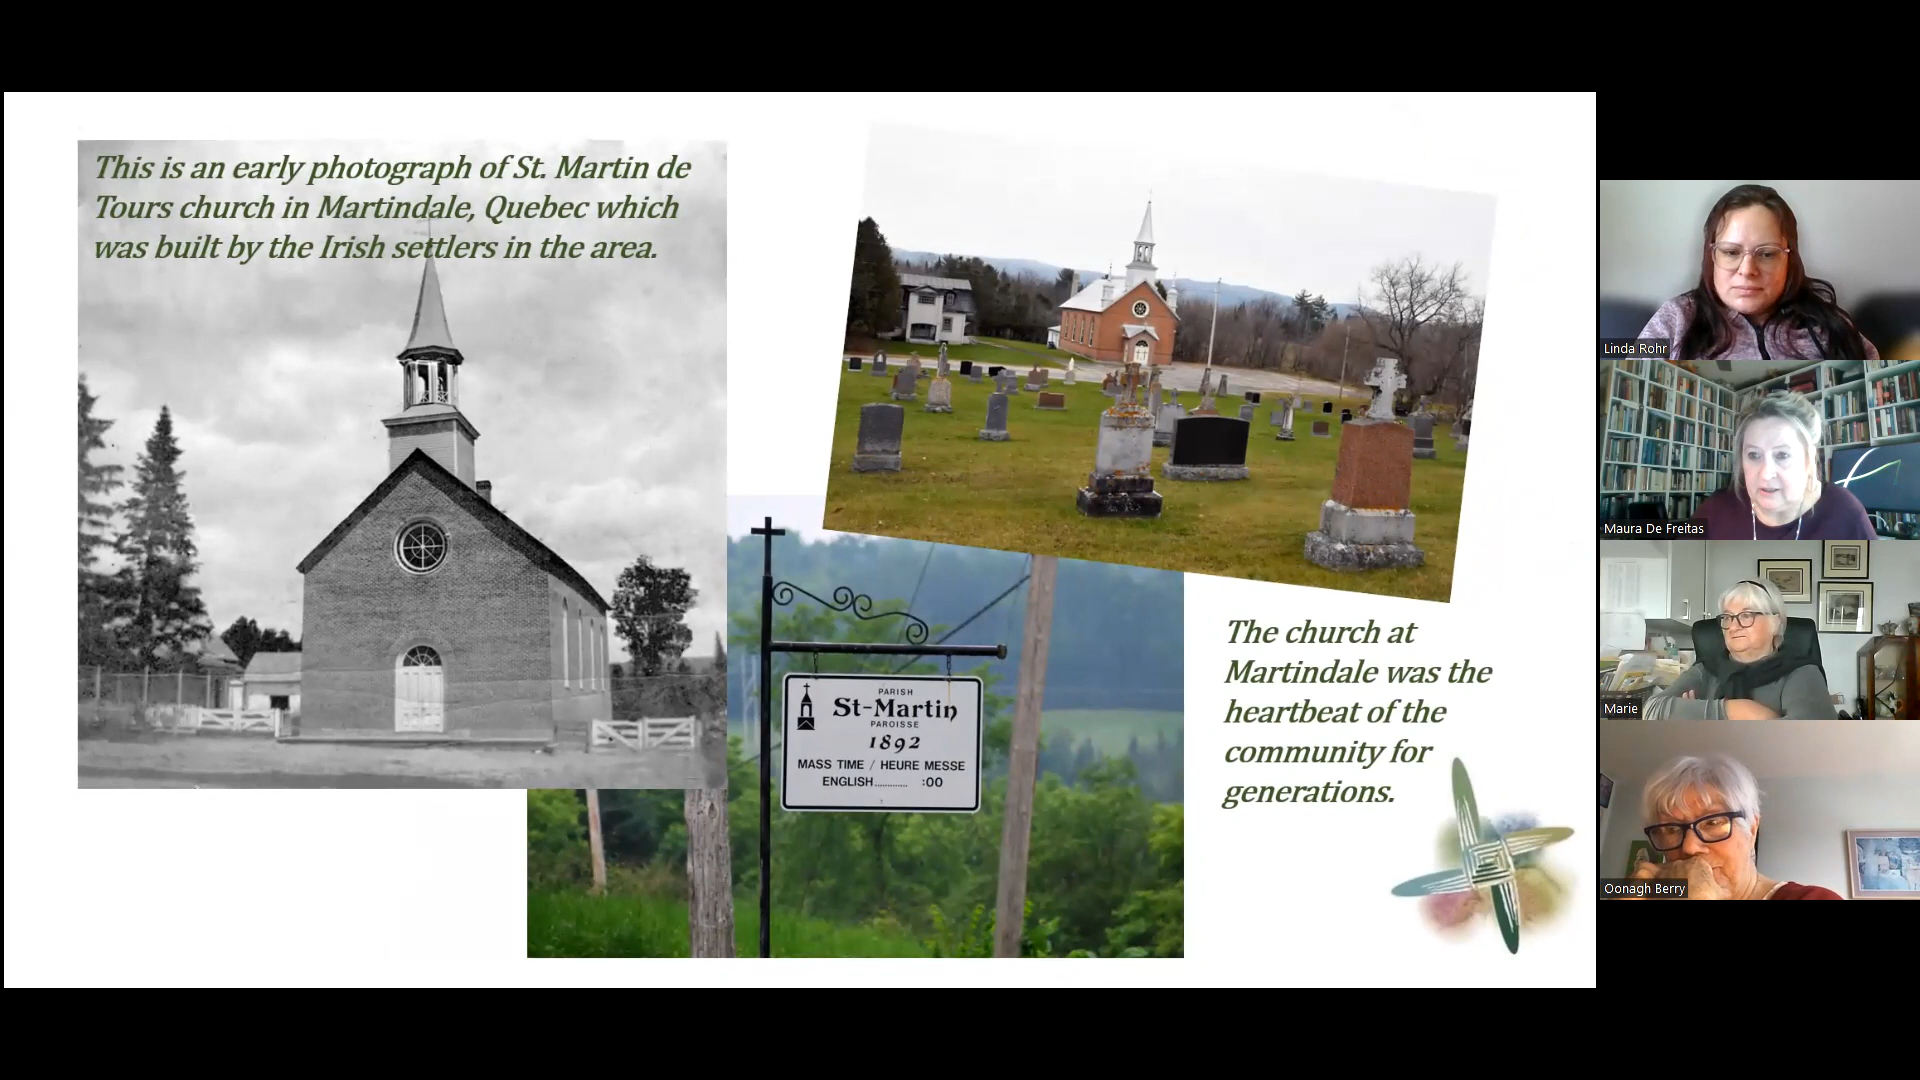 This is an early photograph of St. Martin de
Tours church in Martindale, Quebec which
was built by the Irish settlers in the area.
PARISH
St-Martin
PAROISSE
1892
MASS TIME / HEURE MESSE
ENGLISH............. :00
The church at
Martindale was the
heartbeat of the
community for
generations.
Linda Rohr
Maura De Freitas
Marie
Oonagh Berry